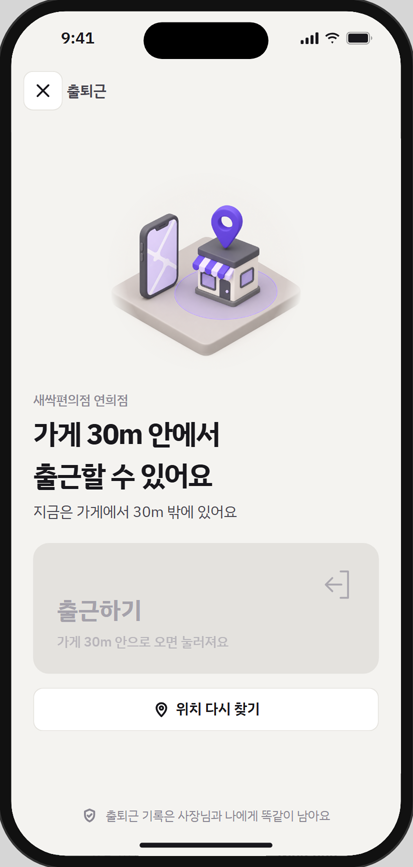 9:41
출퇴근
새싹편의점 연희점
가게 30m 안에서
출근할 수 있어요
지금은 가게에서 30m 밖에 있어요
출근하기
가게 30m 안으로 오면 눌러져요
위치 다시 찾기
출퇴근 기록은 사장님과 나에게 똑같이 남아요